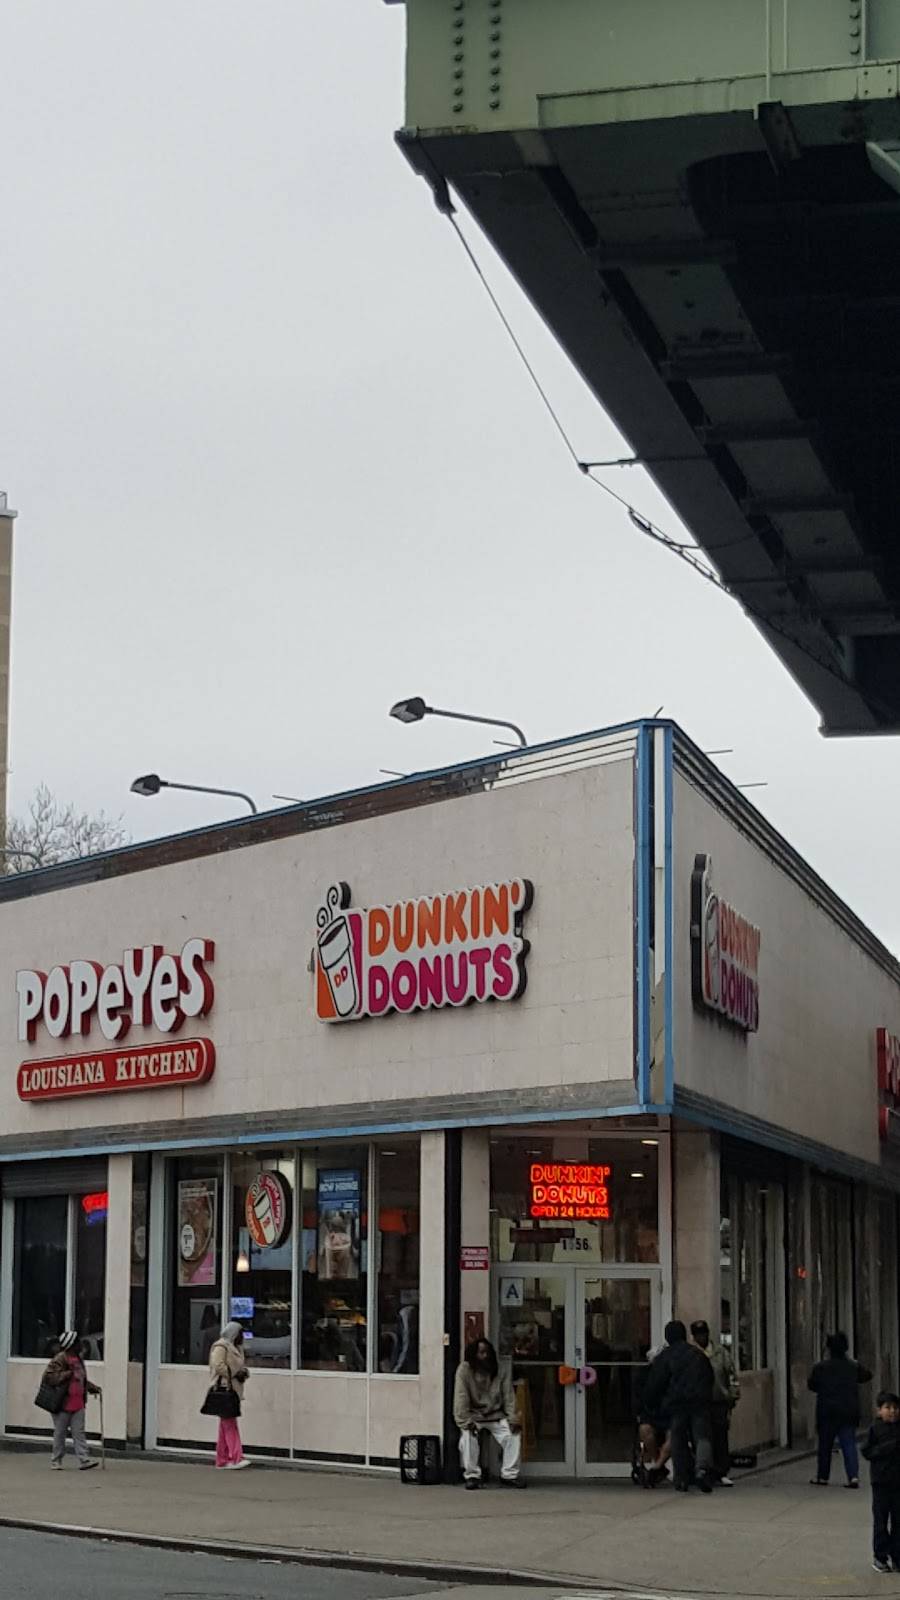 POPEYES
LOUISIANA KITCHEN
DD
DUNKIN'
DONUTS
DUNKIN'
DONUTS
DUNKIN'
DONUTS
OPEN 24 HOURS
A
D D